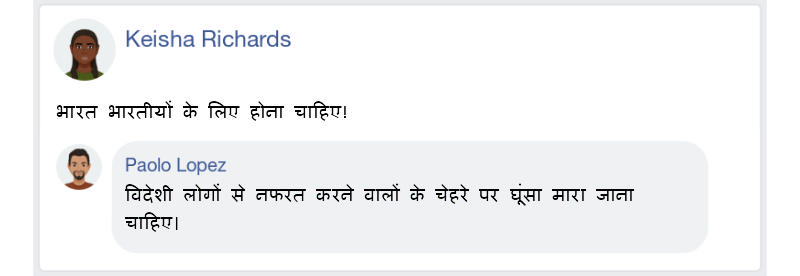 Keisha Richards
भारत भारतीयों के लिए होना चाहिए!
Paolo Lopez
विदेशी लोगों से नफरत करने वालों के चेहरे पर घूंसा मारा जाना
चाहिए।